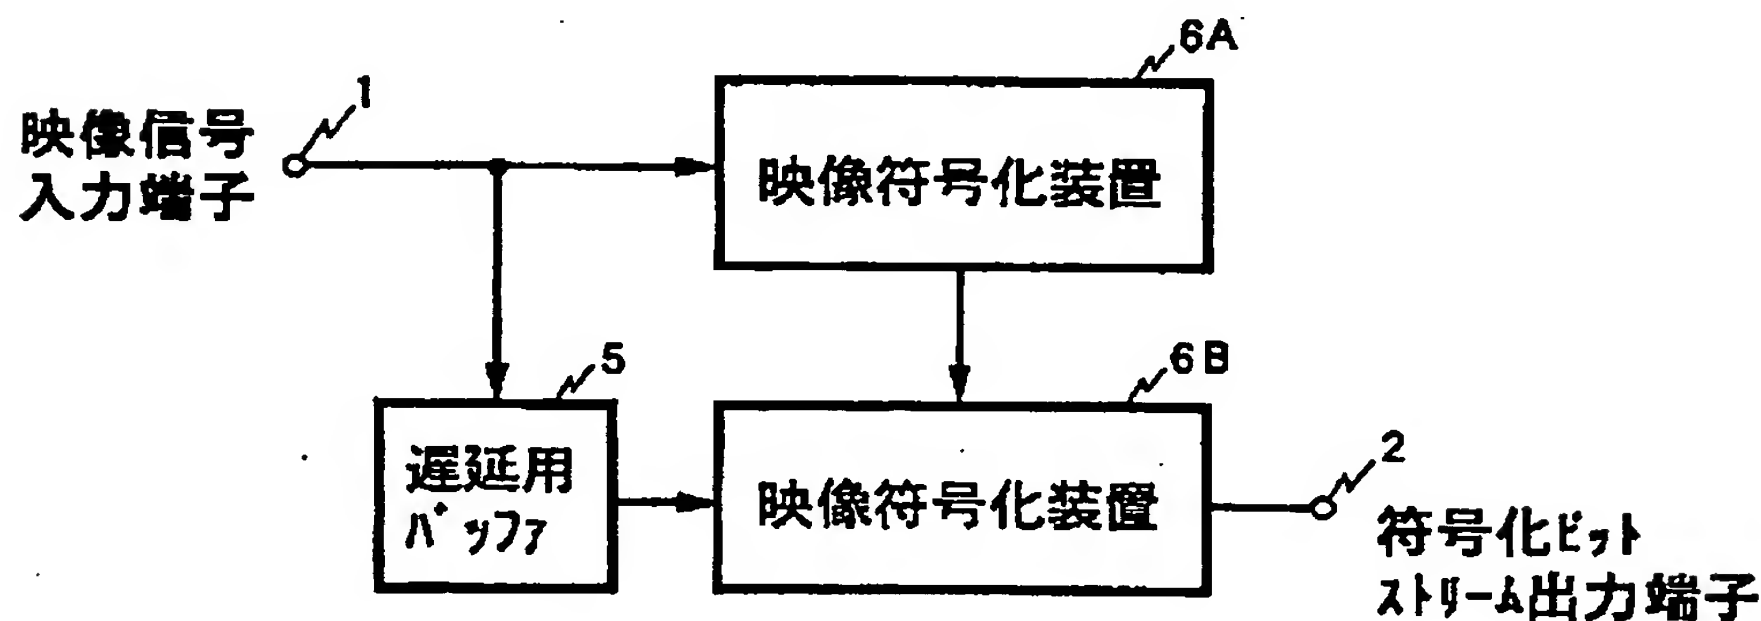 6A
1
映像信号
入力端子
映像符号化装置
5
6B
遅延用
バッファ
映像符号化装置
2
符号化ビット
ストリーム出力端子